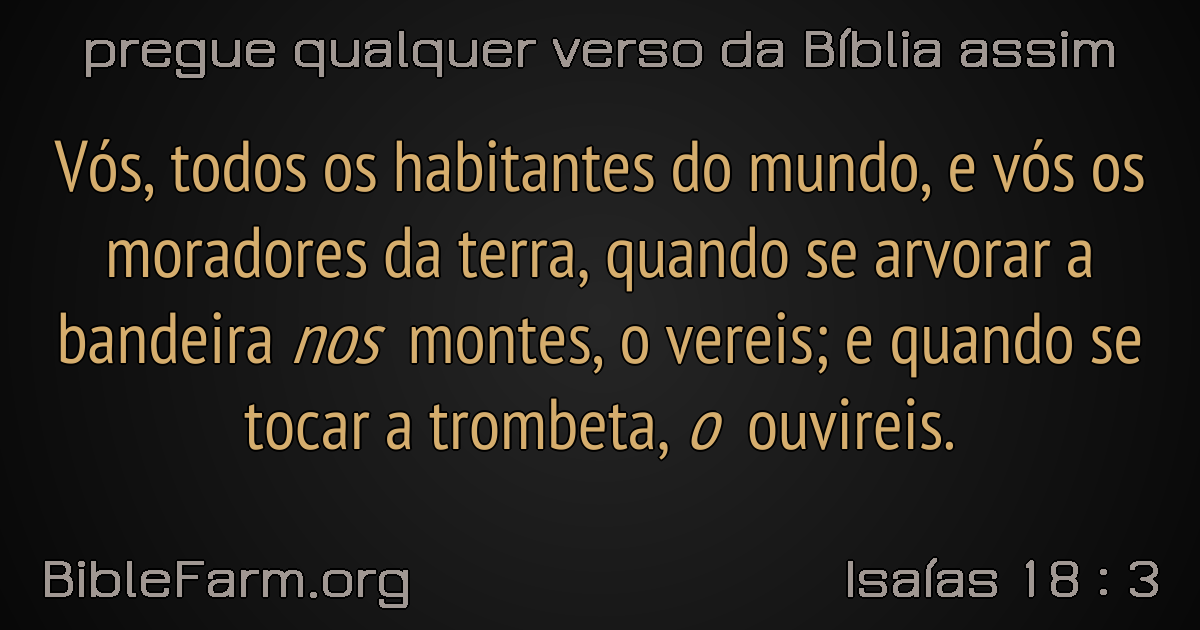 pregue qualquer verso da Bíblia assim
Vós, todos os habitantes do mundo, e vós os
moradores da terra, quando se arvorar a
bandeira nos montes, o vereis; e quando se
tocar a trombeta, o ouvireis.
BibleFarm.org
Isaías 18 : 3